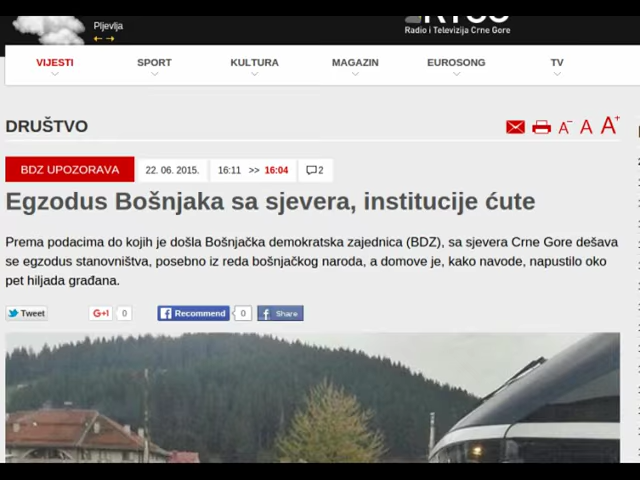 Pljevlja
Radio i Televizija Crne Gore
VIJESTI SPORT KULTURA MAGAZIN EUROSONG TV
DRUŠTVO
A- A A+
BDZ UPOZORAVA 22. 06. 2015. 16:11 >> 16:04 2
Egzodus Bošnjaka sa sjevera, institucije ćute
Prema podacima do kojih je došla Bošnjačka demokratska zajednica (BDZ), sa sjevera Crne Gore dešava
se egzodus stanovništva, posebno iz reda bošnjačkog naroda, a domove je, kako navode, napustilo oko
pet hiljada građana.
Tweet G+1 0 Recommend 0 Share